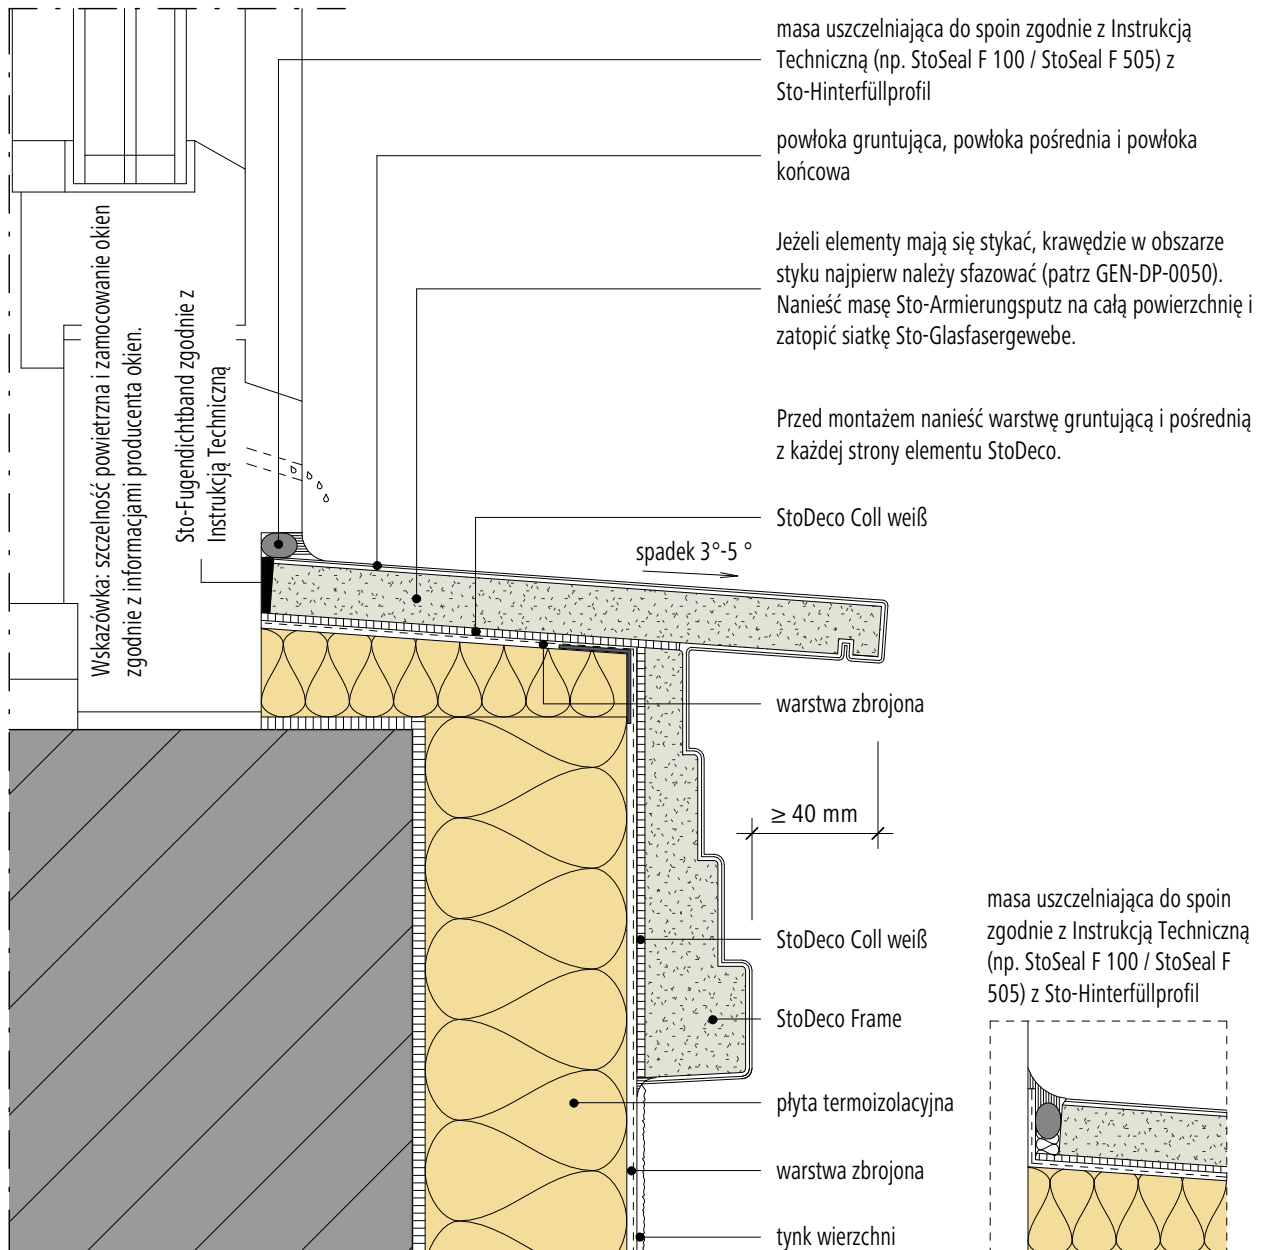 masa uszczelniająca do spoin zgodnie z Instrukcją
Techniczną (np. StoSeal F 100 / StoSeal F 505) z
Sto-Hinterfüllprofil
powłoka gruntująca, powłoka pośrednia i powłoka
końcowa
Jeżeli elementy mają się stykać, krawędzie w obszarze
styku najpierw należy sfazować (patrz GEN-DP-0050).
Nanieść masę Sto-Armierungsputz na całą powierzchnię i
zatopić siatkę Sto-Glasfasergewebe.
Przed montażem nanieść warstwę gruntującą i pośrednią
z każdej strony elementu StoDeco.
Wskazówka: szczelność powietrzna i zamocowanie okien
zgodnie z informacjami producenta okien.
Sto-Fugendichtband zgodnie z
Instrukcją Techniczną
StoDeco Coll weiß
spadek 3°-5 °
warstwa zbrojona
≥ 40 mm
StoDeco Coll weiß
StoDeco Frame
płyta termoizolacyjna
warstwa zbrojona
tynk wierzchni
masa uszczelniająca do spoin
zgodnie z Instrukcją Techniczną
(np. StoSeal F 100 / StoSeal F
505) z Sto-Hinterfüllprofil